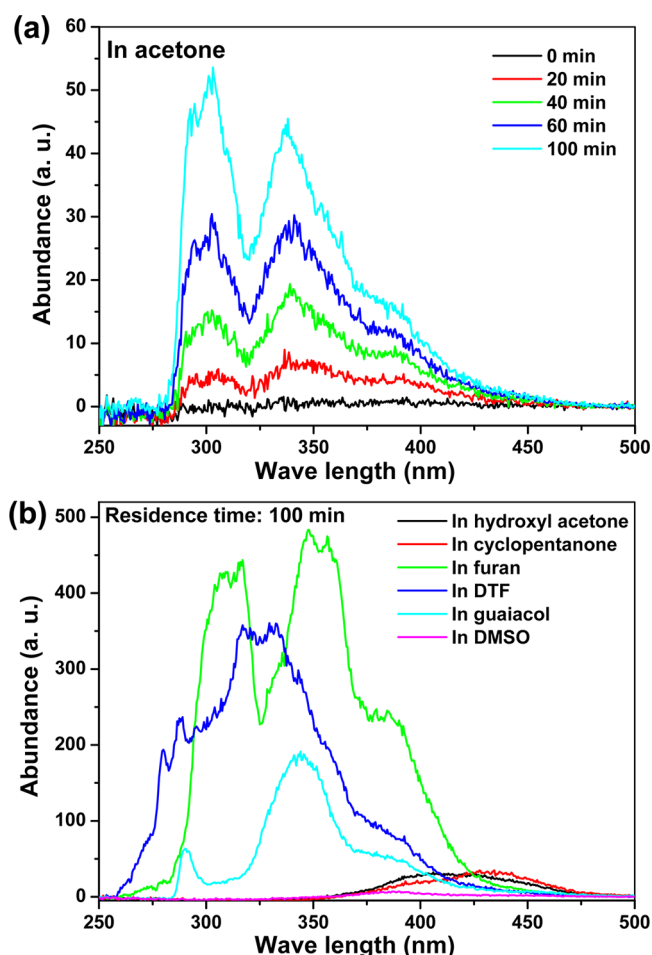 (a)
In acetone
0 min
20 min
40 min
60 min
100 min
60
50
40
30
20
10
0
Abundance (a. u.)
250 300 350 400 450 500
Wave length (nm)
(b)
Residence time: 100 min
In hydroxyl acetone
In cyclopentanone
In furan
In DTF
In guaiacol
In DMSO
500
400
300
200
100
0
Abundance (a. u.)
250 300 350 400 450 500
Wave length (nm)